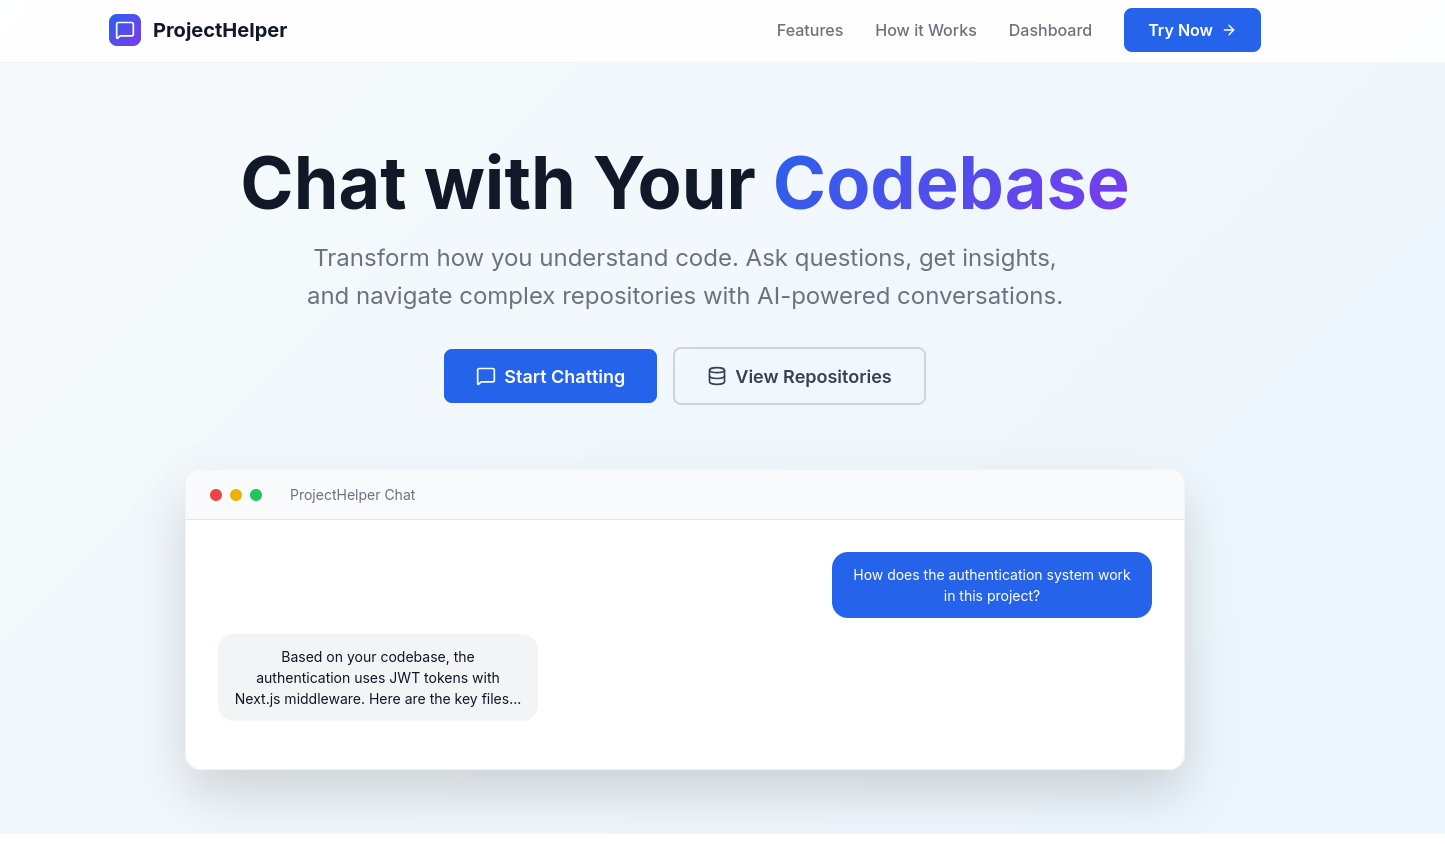 ProjectHelper
Features
How it Works
Dashboard
Try Now
Chat with Your Codebase
Transform how you understand code. Ask questions, get insights,
and navigate complex repositories with AI-powered conversations.
Start Chatting
View Repositories
ProjectHelper Chat
How does the authentication system work
in this project?
Based on your codebase, the
authentication uses JWT tokens with
Next.js middleware. Here are the key files...